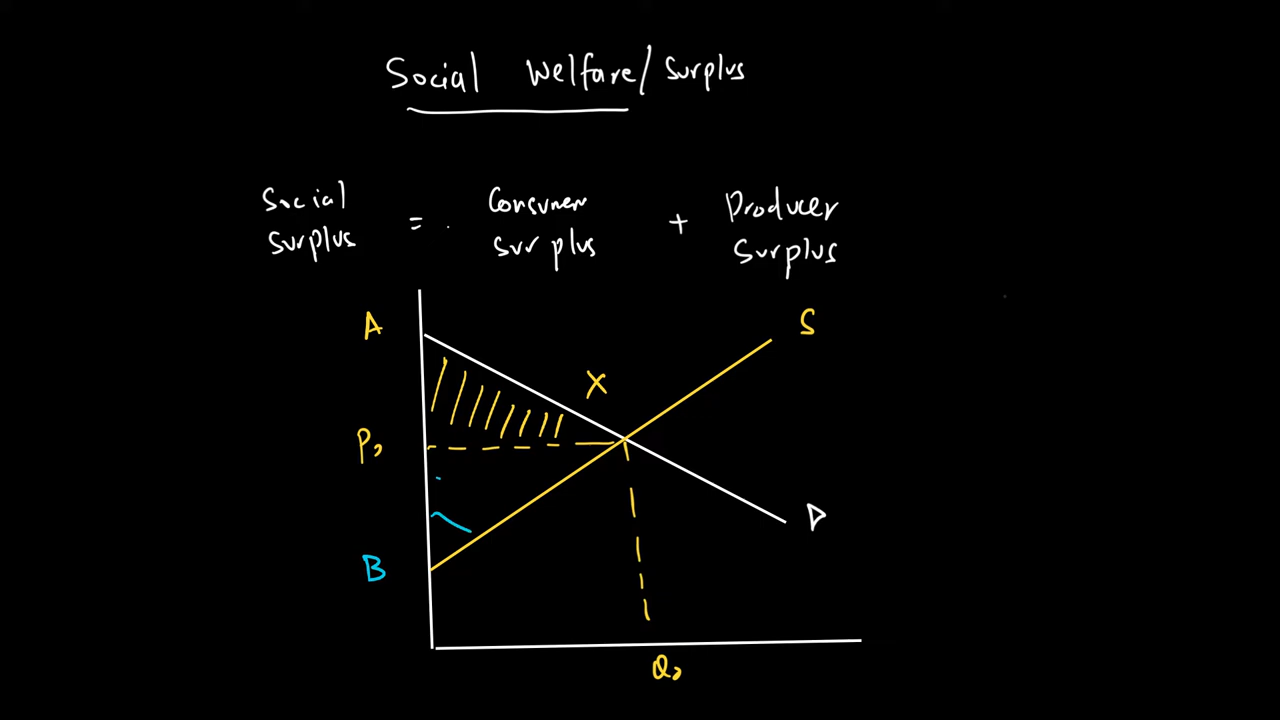 Social Welfare/Surplus
Social
Surplus
=
Consumer
Surplus
+
Producer
Surplus
A
S
X
P₀
D
B
Q₀